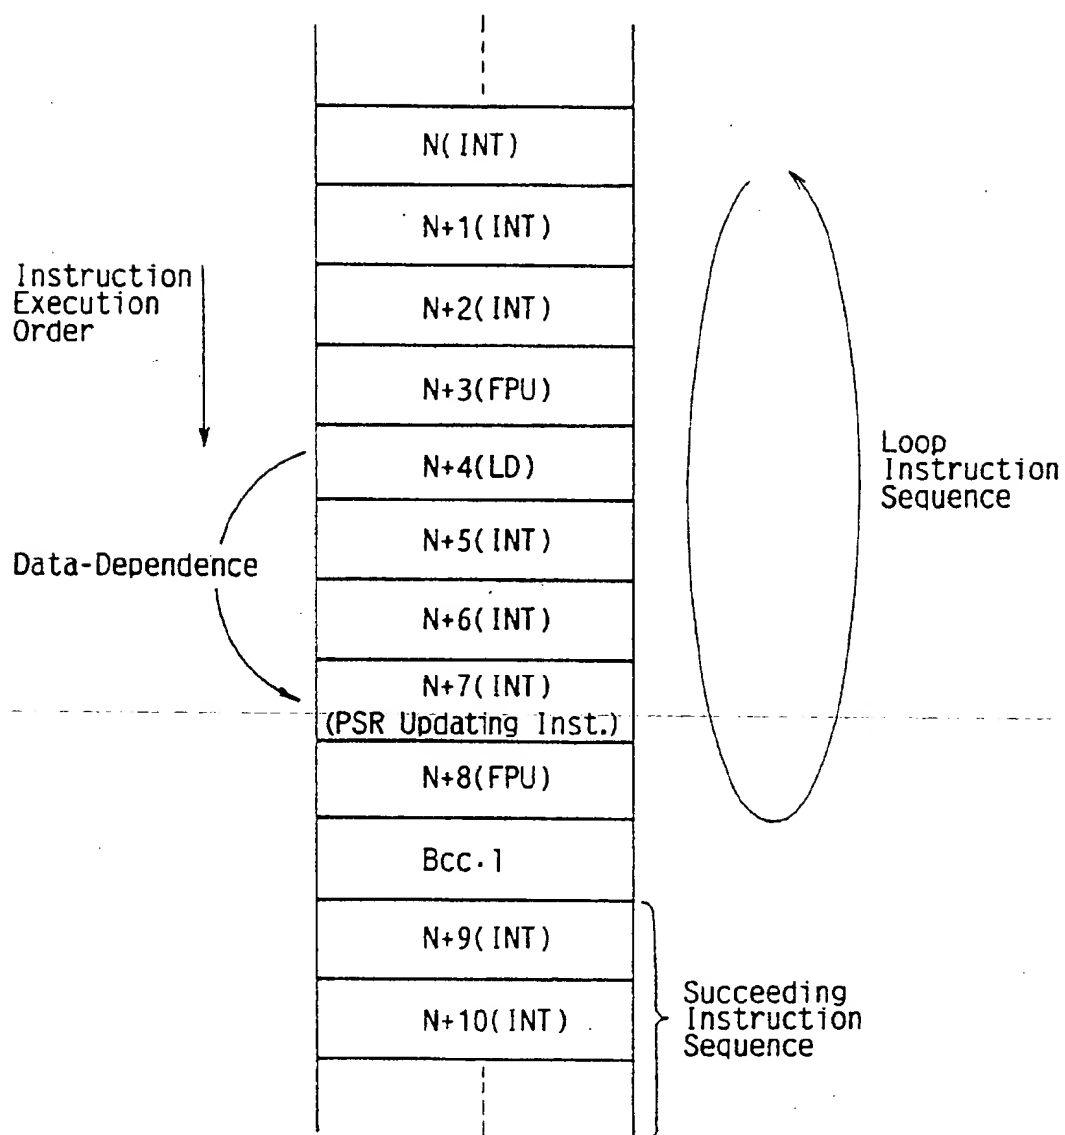 N(INT)
N+1(INT)
Instruction
Execution
Order
N+2(INT)
N+3(FPU)
N+4(LD)
Loop
Instruction
Sequence
N+5(INT)
Data-Dependence
N+6(INT)
N+7(INT)
(PSR Updating Inst.)
N+8(FPU)
Bcc.l
N+9(INT)
N+10(INT)
Succeeding
Instruction
Sequence